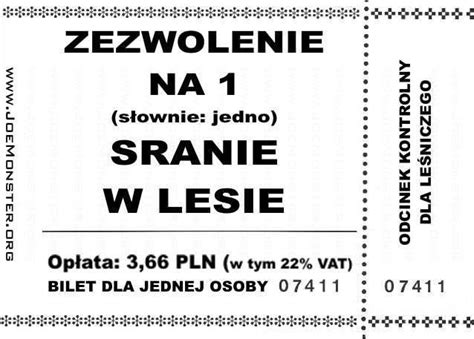 ZEZWOLENIE
NA 1
(słownie: jedno)
SRANIE
W LESIE
Opłata: 3,66 PLN (w tym 22% VAT)
BILET DLA JEDNEJ OSOBY 07411
www.JoeMonster.org
ODCINEK KONTROLNY
DLA LEŚNICZEGO
07411